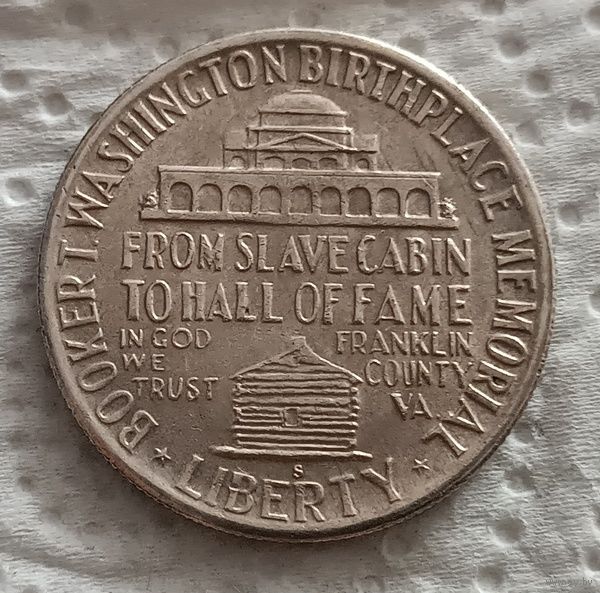 BOOKER T. WASHINGTON BIRTHPLACE MEMORIAL
FROM SLAVE CABIN
TO HALL OF FAME
IN GOD
WE
TRUST
FRANKLIN
COUNTY
VA.
S
* LIBERTY *